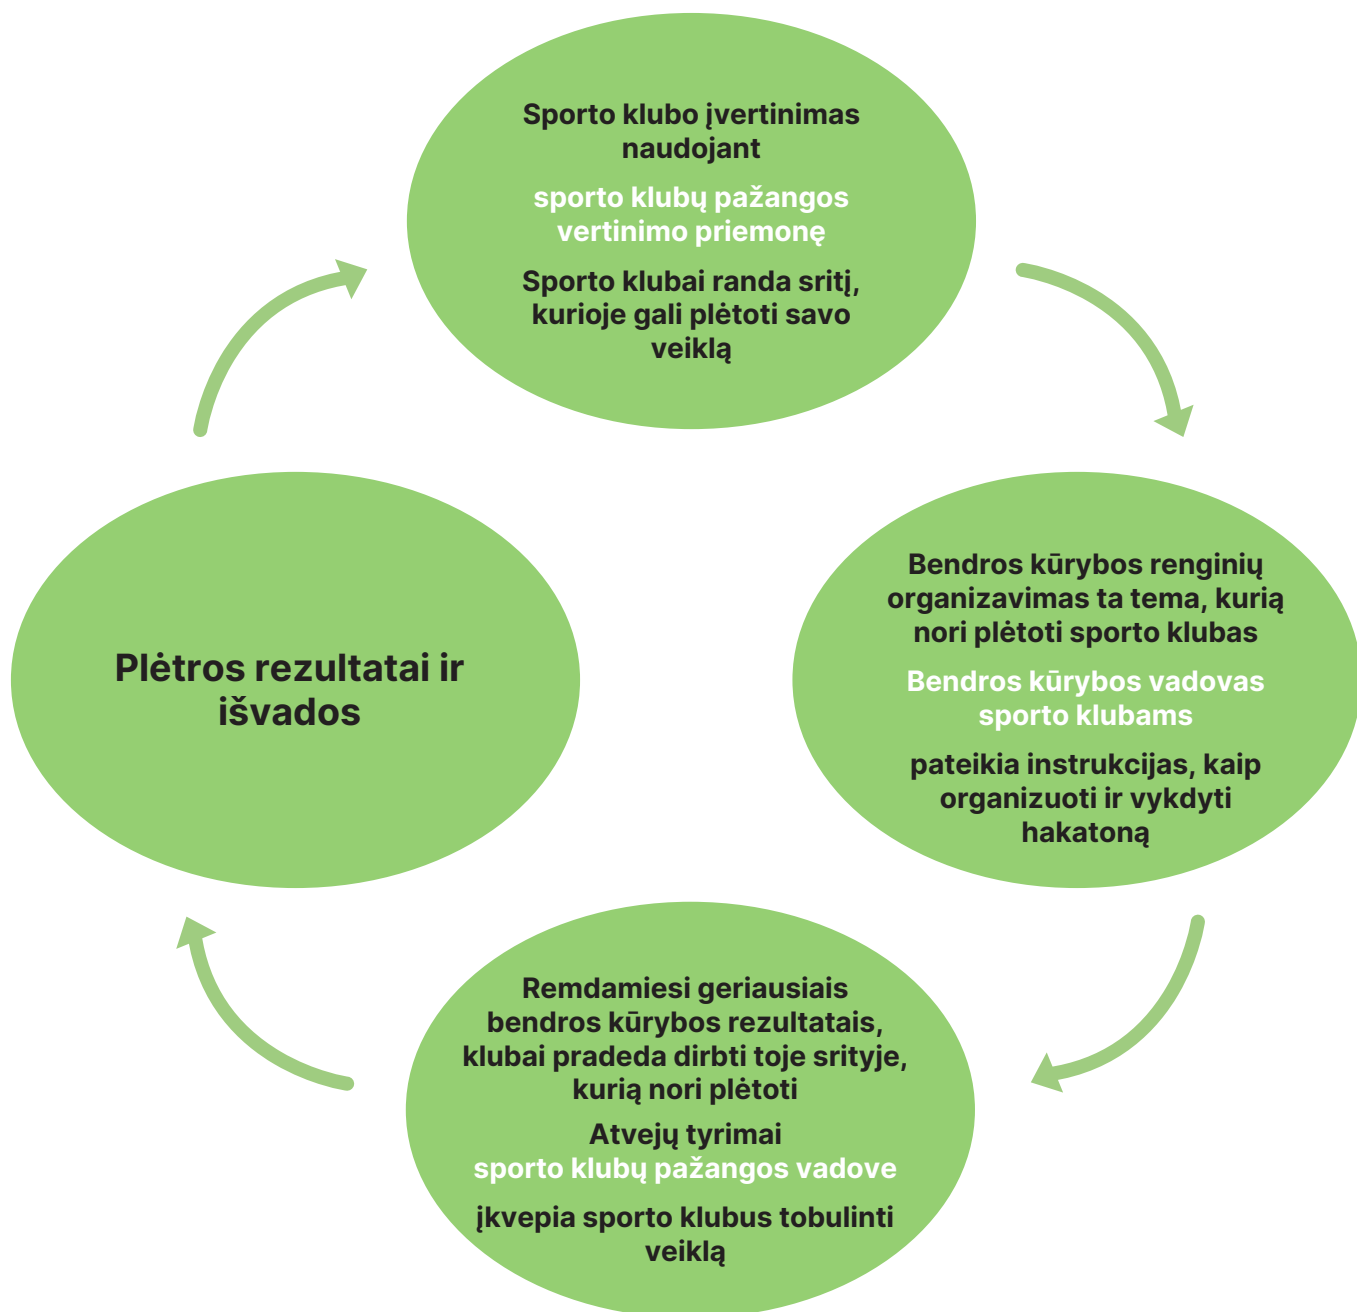 Sporto klubo įvertinimas
naudojant
sporto klubų pažangos
vertinimo priemonę
Sporto klubai randa sritį,
kurioje gali plėtoti savo
veiklą
Bendros kūrybos renginių
organizavimas ta tema, kurią
nori plėtoti sporto klubas
Bendros kūrybos vadovas
sporto klubams
pateikia instrukcijas, kaip
organizuoti ir vykdyti
hakatoną
Remdamiesi geriausiais
bendros kūrybos rezultatais,
klubai pradeda dirbti toje srityje,
kurią nori plėtoti
Atvejų tyrimai
sporto klubų pažangos vadove
įkvepia sporto klubus tobulinti
veiklą
Plėtros rezultatai ir
išvados